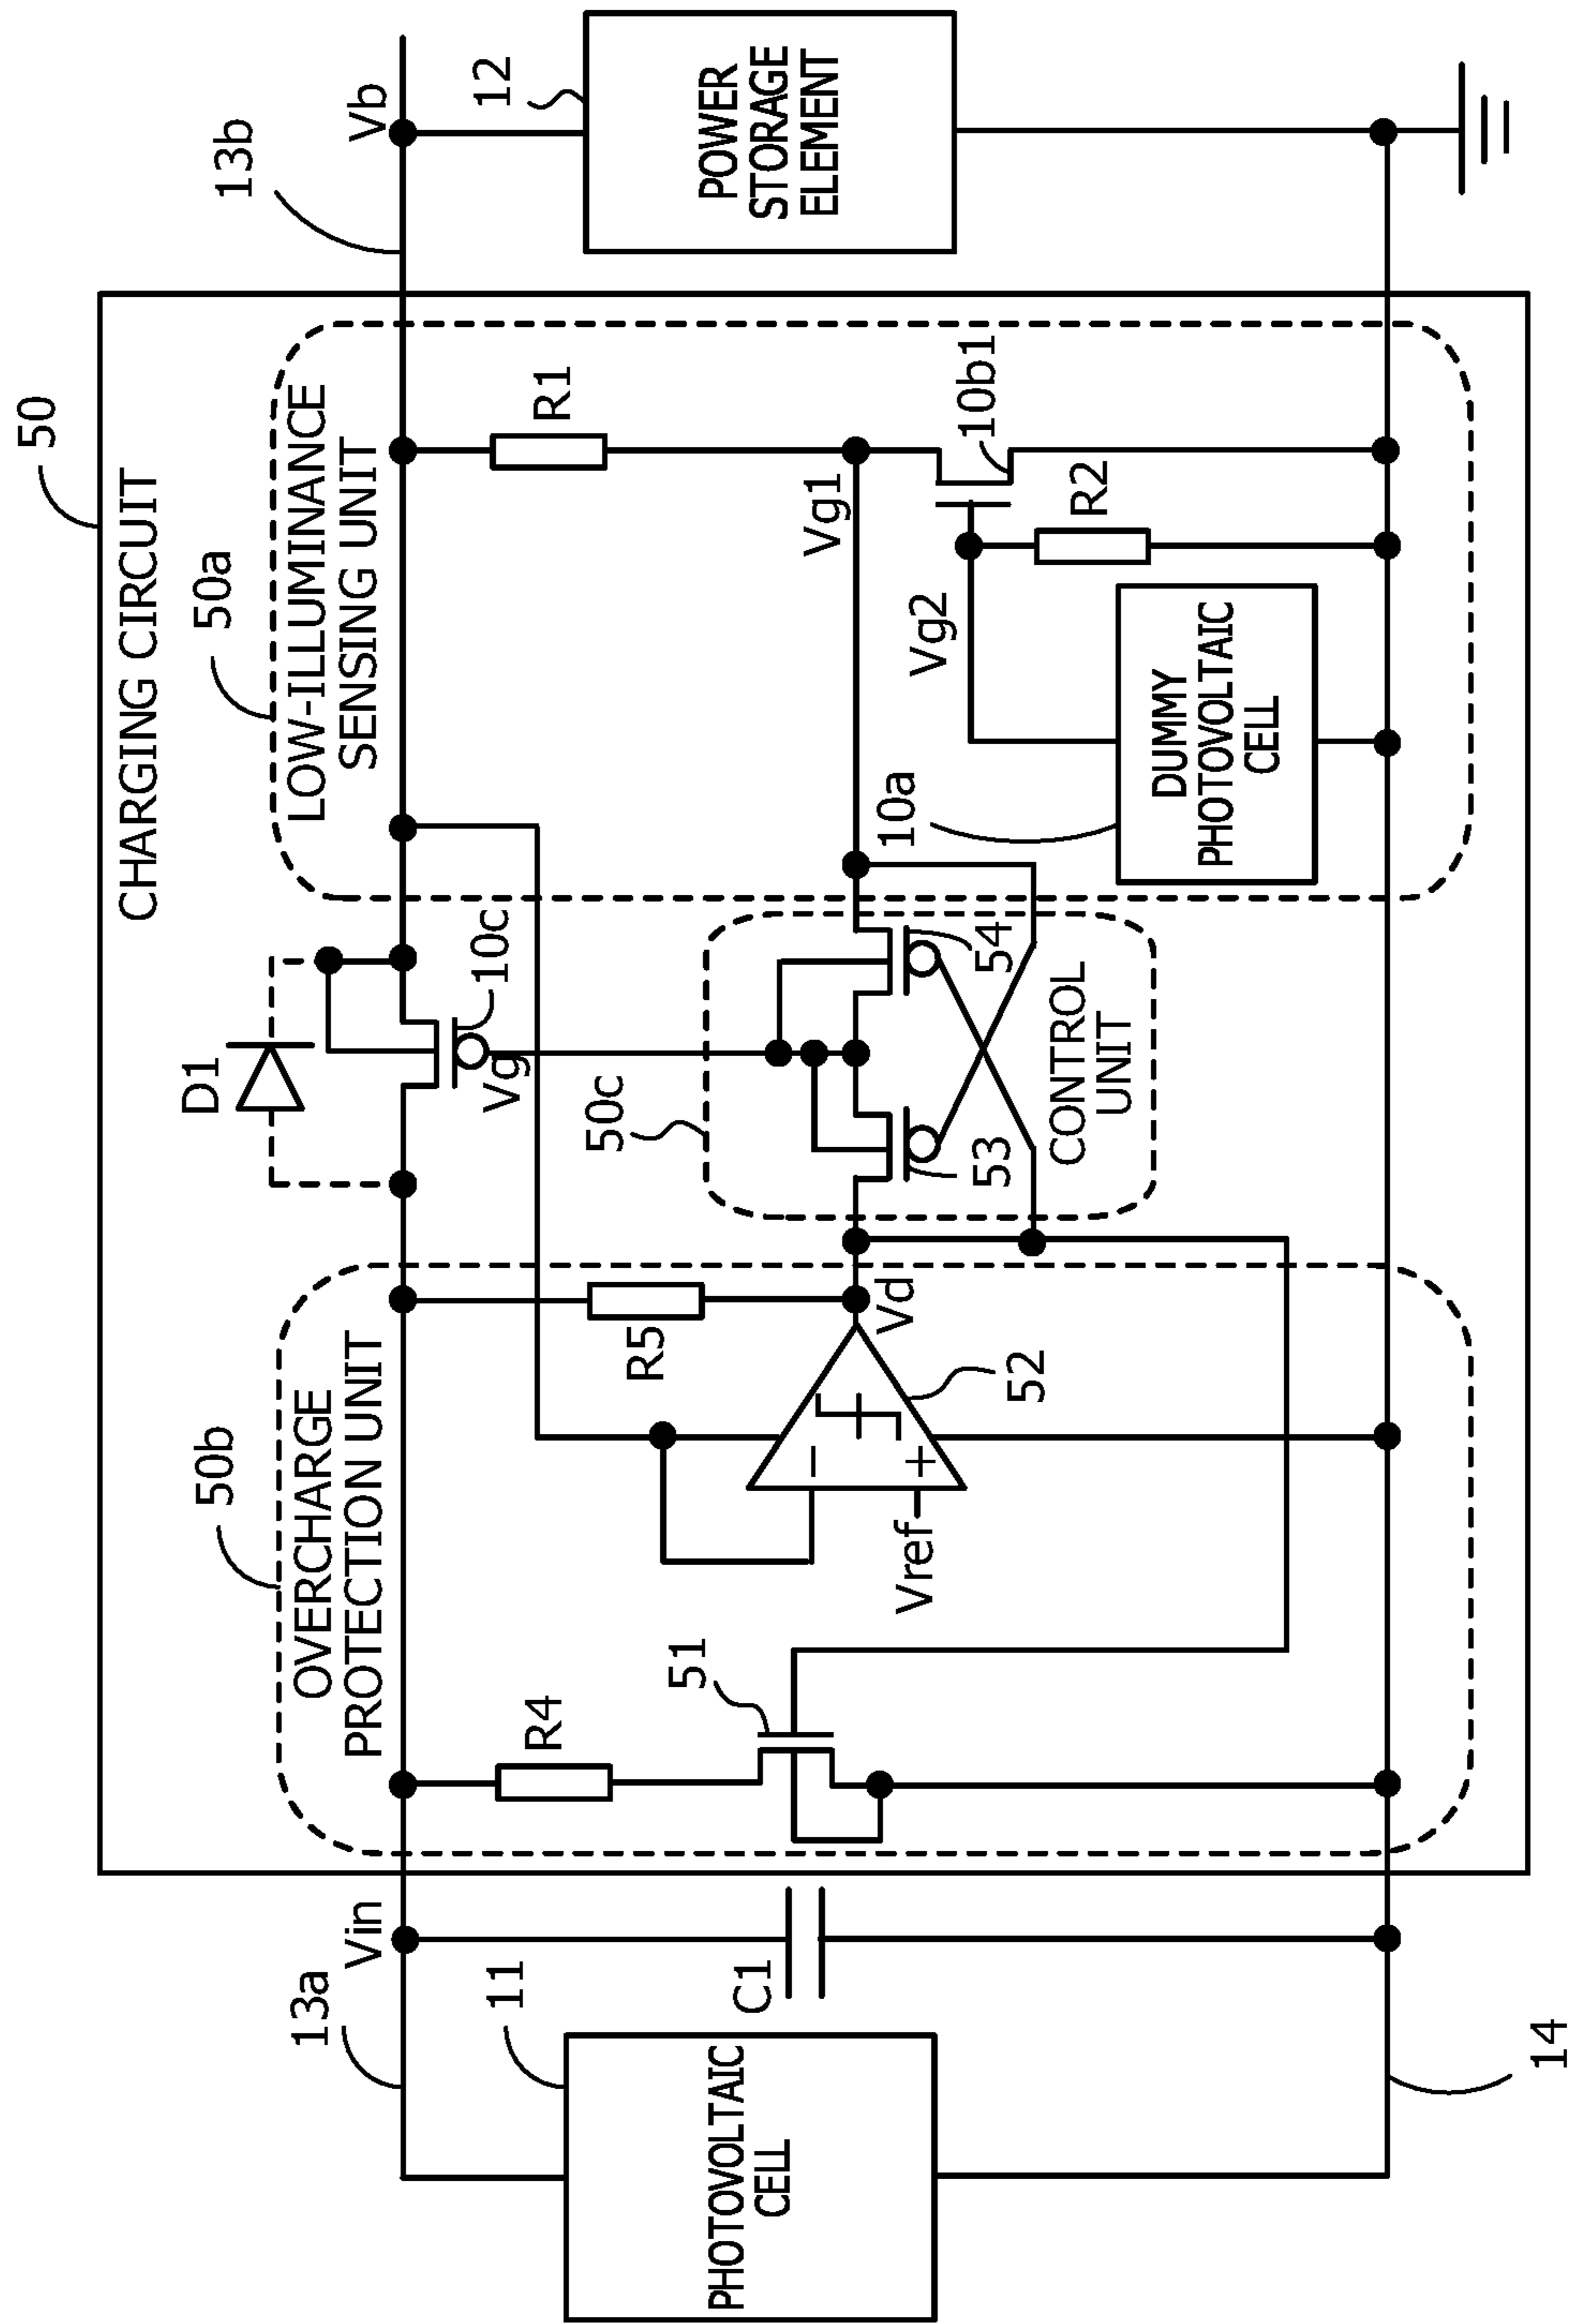 50
CHARGING CIRCUIT
50b
OVERCHARGE
PROTECTION UNIT
50a
LOW-ILLUMINANCE
SENSING UNIT
D1
13a
Vin
13b
Vb
10c
Vg
11
R4
R5
R1
12
PHOTOVOLTAIC
CELL
C1
51
50c
Vg1
POWER
STORAGE
ELEMENT
−
+
Vref
Vd
52
53
54
10a
Vg2
10b1
R2
CONTROL
UNIT
DUMMY
PHOTOVOLTAIC
CELL
14